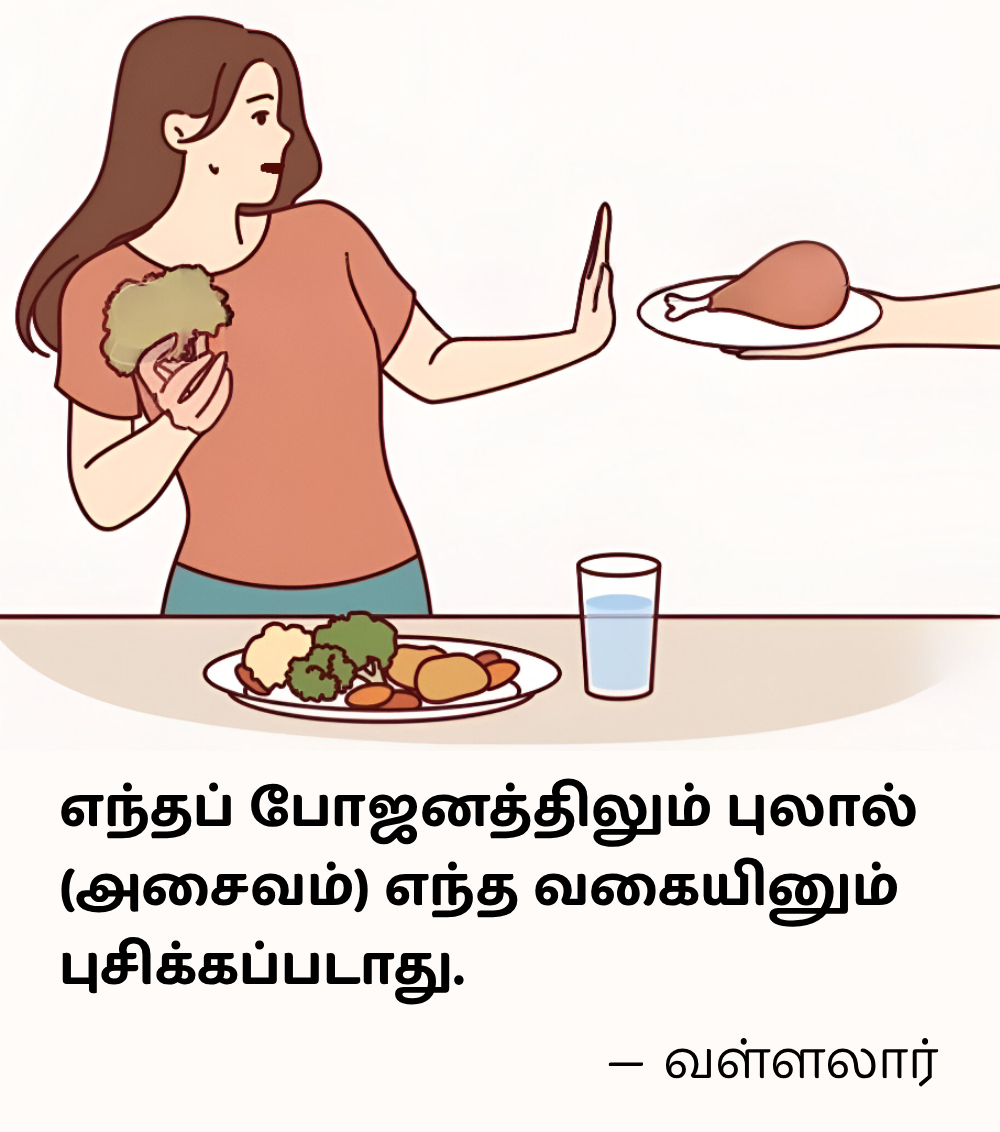 எந்தப் போஜனத்திலும் புலால்
(அசைவம்) எந்த வகையினும்
புசிக்கப்படாது.
– வள்ளலார்